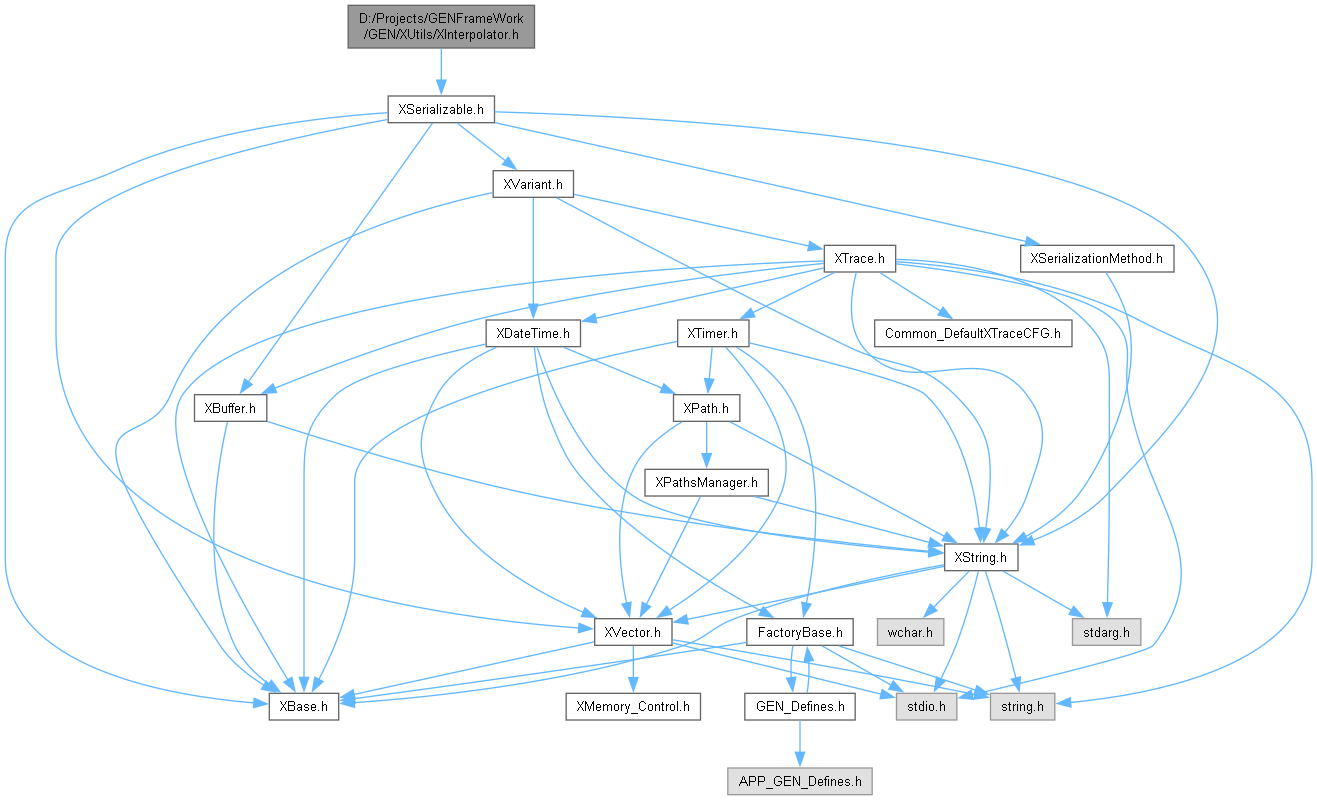 D:/Projects/GENFrameWork
/GEN/XUtils/XInterpolator.h
XSerializable.h
XVariant.h
XTrace.h
XSerializationMethod.h
XDateTime.h
XTimer.h
Common_DefaultXTraceCFG.h
XBuffer.h
XPath.h
XPathsManager.h
XString.h
XVector.h
FactoryBase.h
wchar.h
stdarg.h
XBase.h
XMemory_Control.h
GEN_Defines.h
stdio.h
string.h
APP_GEN_Defines.h